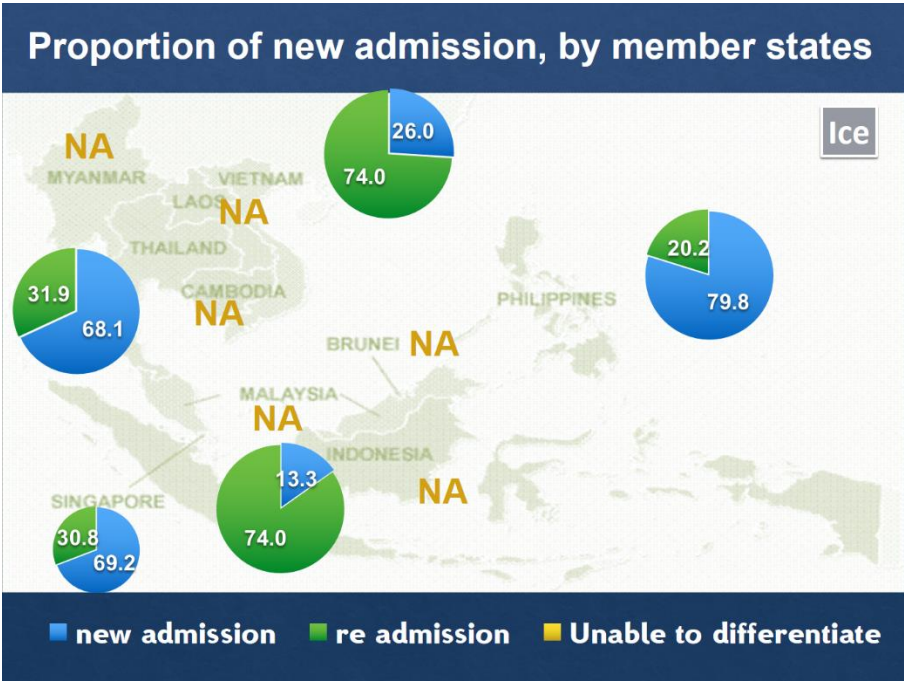 Proportion of new admission, by member states
Ice
26.0
74.0
NA
MYANMAR
VIETNAM
LAOS
NA
THAILAND
20.2
79.8
31.9
68.1
CAMBODIA
NA
PHILIPPINES
BRUNEI NA
MALAYSIA
NA
INDONESIA
13.3
74.0
NA
SINGAPORE
30.8
69.2
new admission re admission Unable to differentiate